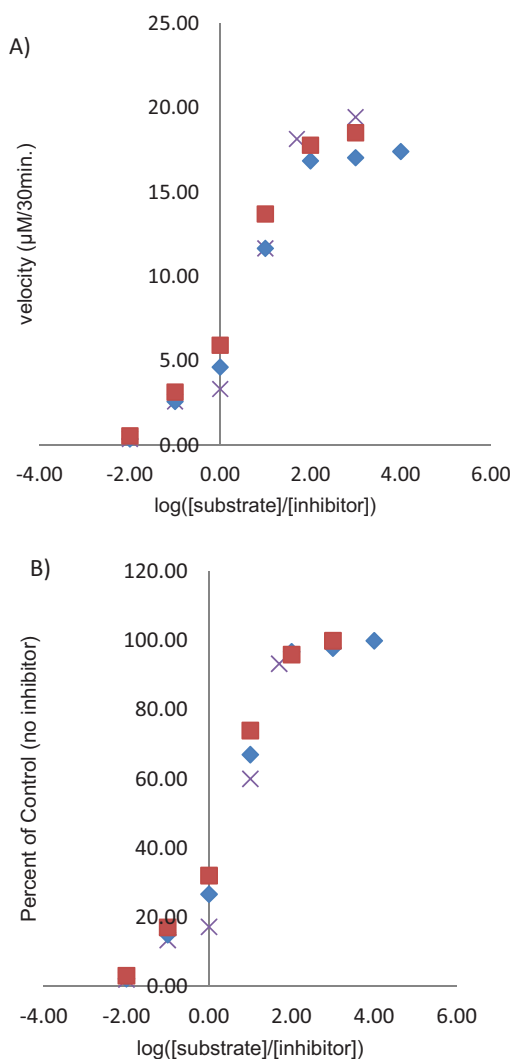 A)
velocity (µM/30min.)
25.00
20.00
15.00
10.00
5.00
0.00
-4.00 -2.00 0.00 2.00 4.00 6.00
log([substrate]/[inhibitor])
B)
Percent of Control (no inhibitor)
120.00
100.00
80.00
60.00
40.00
20.00
0.00
-4.00 -2.00 0.00 2.00 4.00 6.00
log([substrate]/[inhibitor])